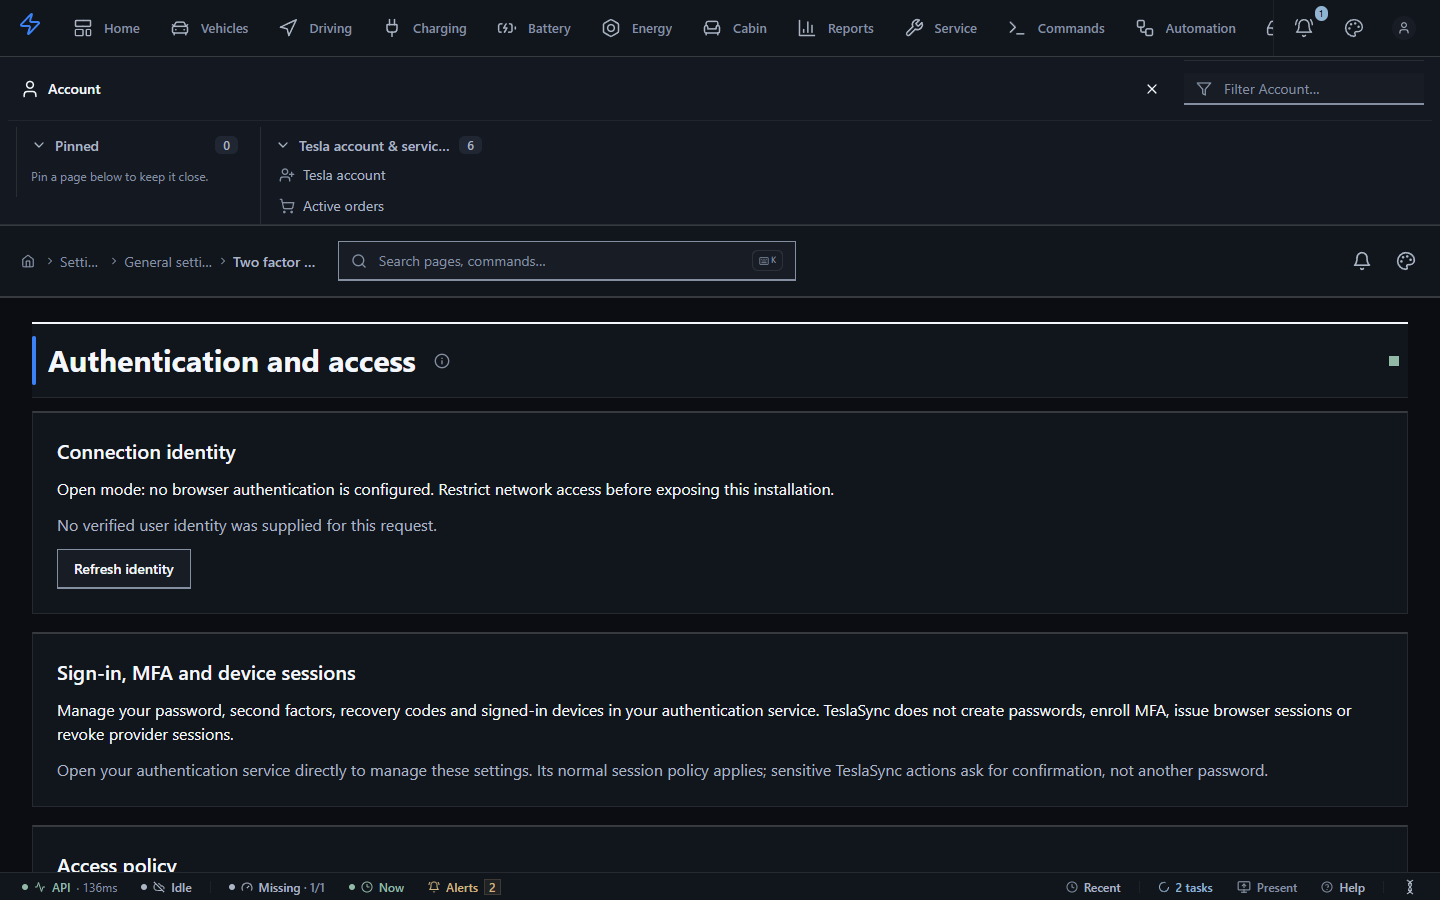 Home
Vehicles
Driving
Charging
Battery
Energy
Cabin
Reports
Service
Commands
Automation
1
Account
Filter Account...
Pinned
0
Pin a page below to keep it close.
Tesla account & servic...
6
Tesla account
Active orders
Setti...
General setti...
Two factor ...
Search pages, commands...
K
Authentication and access
Connection identity
Open mode: no browser authentication is configured. Restrict network access before exposing this installation.
No verified user identity was supplied for this request.
Refresh identity
Sign-in, MFA and device sessions
Manage your password, second factors, recovery codes and signed-in devices in your authentication service. TeslaSync does not create passwords, enroll MFA, issue browser sessions or
revoke provider sessions.
Open your authentication service directly to manage these settings. Its normal session policy applies; sensitive TeslaSync actions ask for confirmation, not another password.
Access policy
API · 136ms
Idle
Missing · 1/1
Now
Alerts 2
Recent
2 tasks
Present
Help